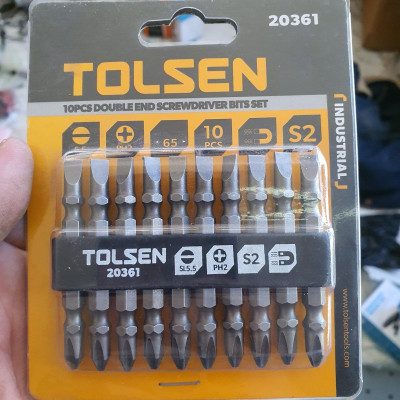 20361
TOLSEN
10PCS DOUBLE END SCREWDRIVER BITS SET
INDUSTRIAL
PH2
65
10
PCS
S2
TOLSEN
20361
SL5.5
PH2
S2
www.tolsentools.com